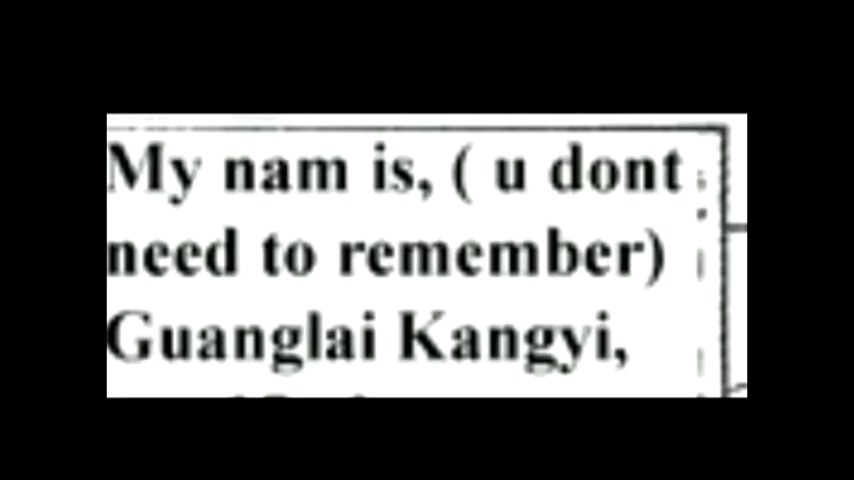 My nam is, ( u dont
need to remember)
Guanglai Kangyi,